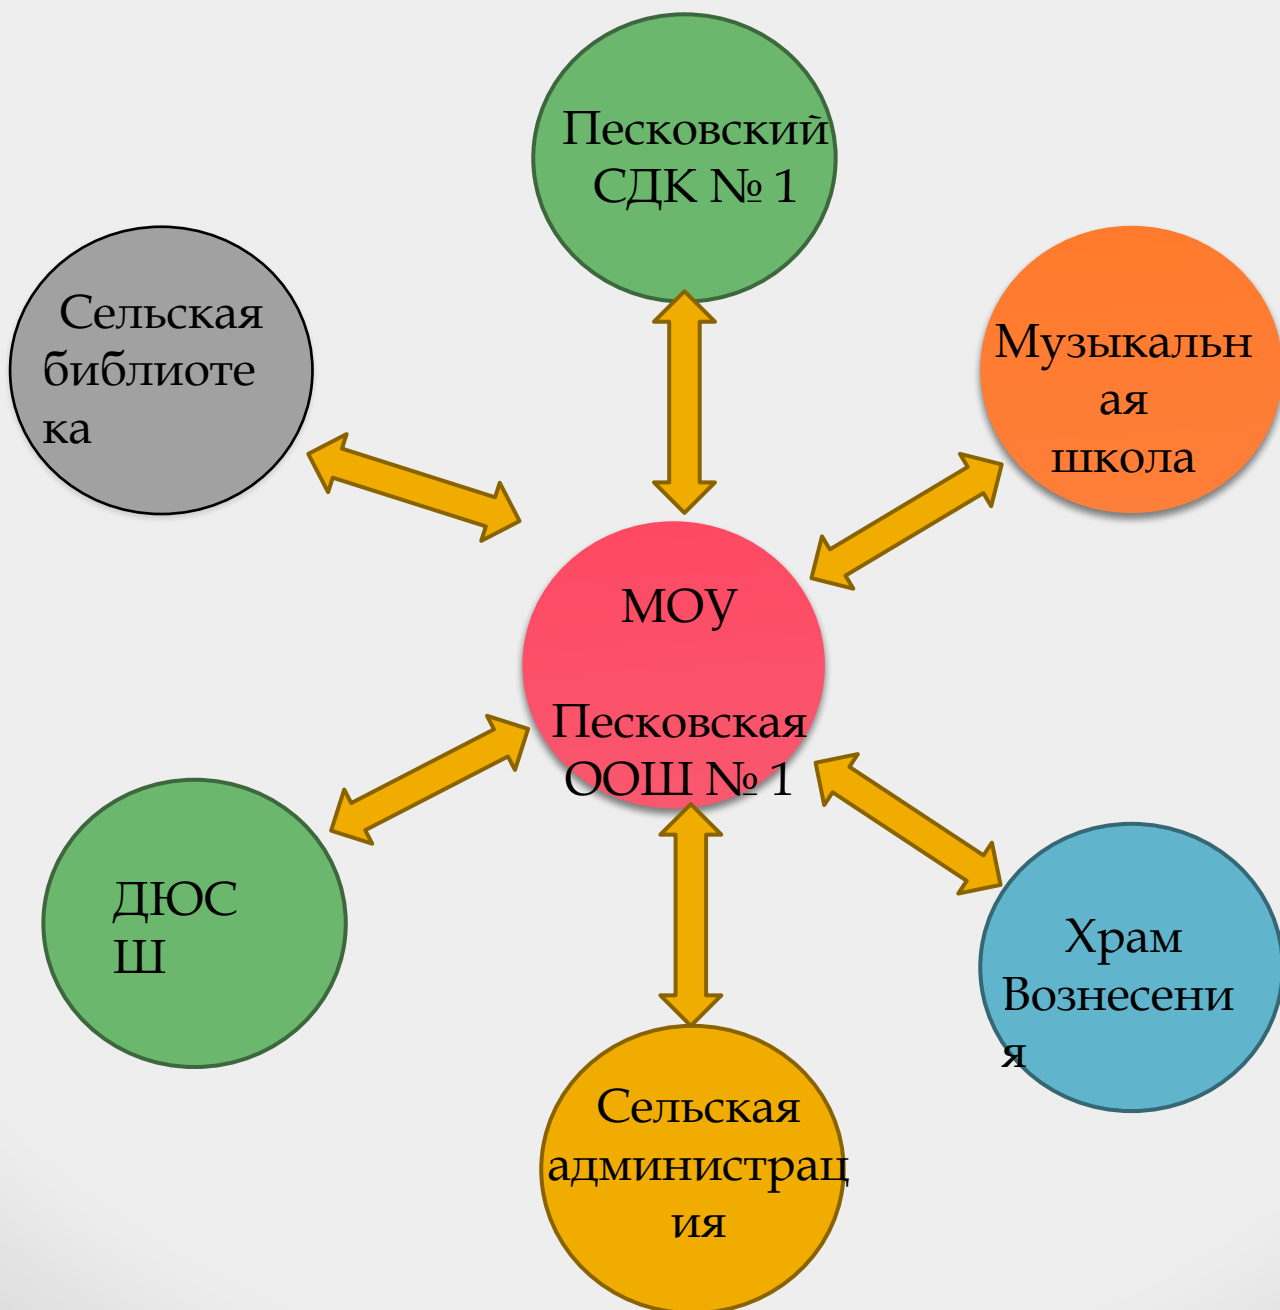 Песковский
СДК № 1
Сельская
библиоте
ка
Музыкальн
ая
школа
МОУ
Песковская
ООШ № 1
ДЮС
Ш
Храм
Вознесени
я
Сельская
администрац
ия